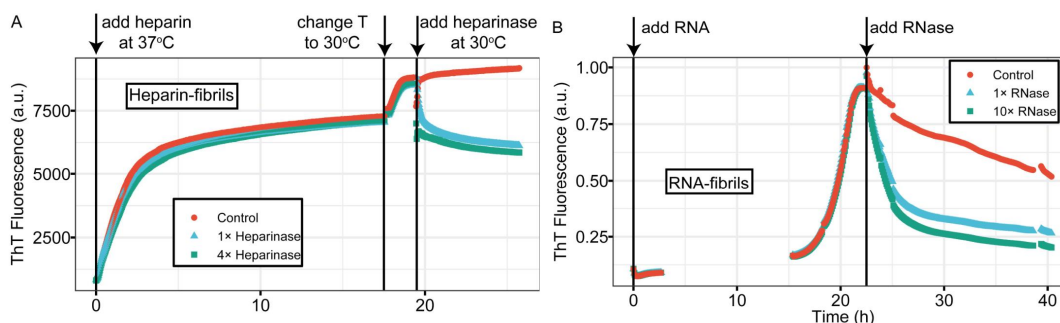 A
add heparin
at 37°C
change T
to 30°C
add heparinase
at 30°C
ThT Fluorescence (a.u.)
7500
5000
2500
Heparin-fibrils
Control
1× Heparinase
4× Heparinase
0
10
20
B
add RNA
add RNase
ThT Fluorescence (a.u.)
1.00
0.75
0.50
0.25
RNA-fibrils
Control
1× RNase
10× RNase
0
10
20
30
40
Time (h)